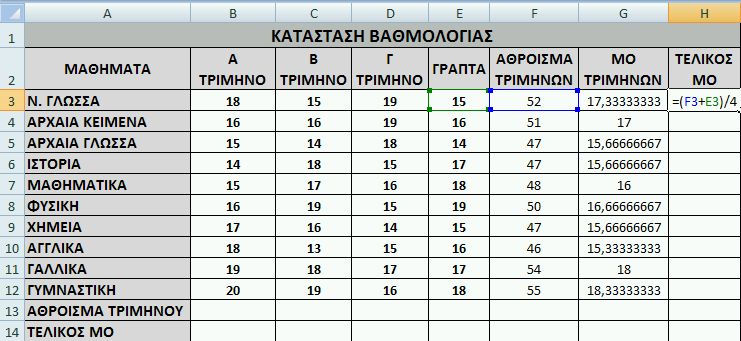 A B C D E F G H
1 ΚΑΤΑΣΤΑΣΗ ΒΑΘΜΟΛΟΓΙΑΣ
2 ΜΑΘΗΜΑΤΑ Α ΤΡΙΜΗΝΟ Β ΤΡΙΜΗΝΟ Γ ΤΡΙΜΗΝΟ ΓΡΑΠΤΑ ΑΘΡΟΙΣΜΑ ΤΡΙΜΗΝΩΝ ΜΟ ΤΡΙΜΗΝΩΝ ΤΕΛΙΚΟΣ ΜΟ
3 Ν. ΓΛΩΣΣΑ 18 15 19 15 52 17,33333333 =(F3+E3)/4
4 ΑΡΧΑΙΑ ΚΕΙΜΕΝΑ 16 16 19 16 51 17
5 ΑΡΧΑΙΑ ΓΛΩΣΣΑ 15 14 18 14 47 15,66666667
6 ΙΣΤΟΡΙΑ 14 18 15 17 47 15,66666667
7 ΜΑΘΗΜΑΤΙΚΑ 15 17 16 18 48 16
8 ΦΥΣΙΚΗ 16 19 15 19 50 16,66666667
9 ΧΗΜΕΙΑ 17 16 14 15 47 15,66666667
10 ΑΓΓΛΙΚΑ 18 13 15 16 46 15,33333333
11 ΓΑΛΛΙΚΑ 19 18 17 17 54 18
12 ΓΥΜΝΑΣΤΙΚΗ 20 19 16 18 55 18,33333333
13 ΑΘΡΟΙΣΜΑ ΤΡΙΜΗΝΟΥ
14 ΤΕΛΙΚΟΣ ΜΟ